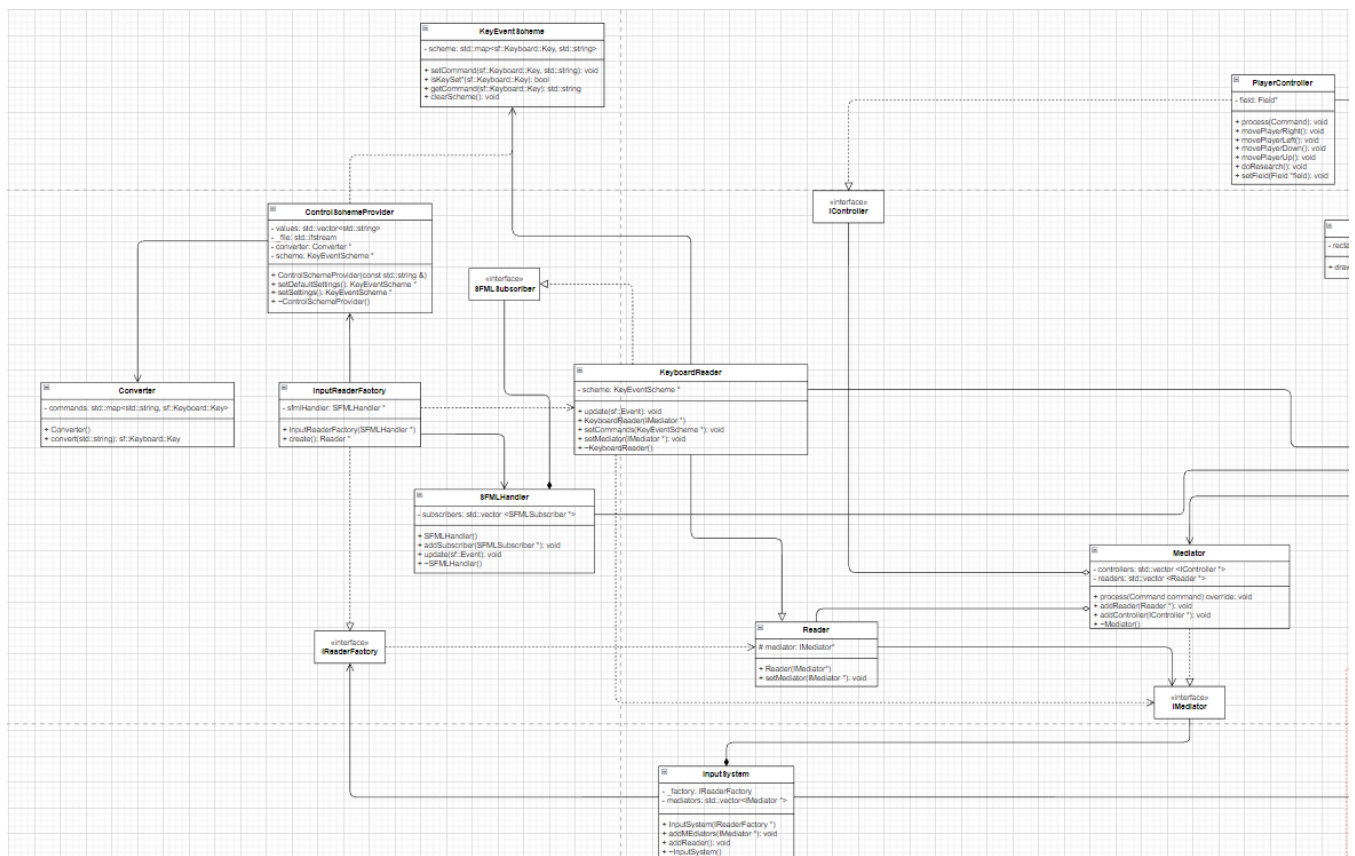 KeyEventScheme
- scheme: std::map<sf::Keyboard::Key, std::string>
+ setCommand(sf::Keyboard::Key, std::string): void
+ isKeySet*(sf::Keyboard::Key): bool
+ getCommand(sf::Keyboard::Key): std::string
+ clearScheme(): void
PlayerController
- field: Field*
+ process(Command): void
+ movePlayerRight(): void
+ movePlayerLeft(): void
+ movePlayerDown(): void
+ movePlayerUp(): void
+ doResearch(): void
+ setField(Field *field): void
«interface»
IController
ControlSchemeProvider
- values: std::vector<std::string>
- _file: std::ifstream
- converter: Converter *
- scheme: KeyEventScheme *
+ ControlSchemeProvider(const std::string &)
+ setDefaultSettings(): KeyEventScheme *
+ setSettings(): KeyEventScheme *
+ ~ControlSchemeProvider()
- recta
+ draw
«interface»
SFMLSubscriber
Converter
- commands: std::map<std::string, sf::Keyboard::Key>
+ Converter()
+ convert(std::string): sf::Keyboard::Key
InputReaderFactory
- sfmlHandler: SFMLHandler *
+ InputReaderFactory(SFMLHandler *)
+ create(): Reader *
KeyboardReader
- scheme: KeyEventScheme *
+ update(sf::Event): void
+ KeyboardReader(IMediator *)
+ setCommands(KeyEventScheme *): void
+ setMediator(IMediator *): void
+ ~KeyboardReader()
SFMLHandler
- subscribers: std::vector <SFMLSubscriber *>
+ SFMLHandler()
+ addSubscriber(SFMLSubscriber *): void
+ update(sf::Event): void
+ ~SFMLHandler()
Mediator
- controllers: std::vector <IController *>
- readers: std::vector <Reader *>
+ process(Command command) override: void
+ addReader(Reader *): void
+ addController(IController *): void
+ ~Mediator()
«interface»
IReaderFactory
Reader
# mediator: IMediator*
+ Reader(IMediator*)
+ setMediator(IMediator *): void
«interface»
IMediator
InputSystem
- _factory: IReaderFactory
- mediators: std::vector<IMediator *>
+ InputSystem(IReaderFactory *)
+ addMEdiators(IMediator *): void
+ addReader(): void
+ ~InputSystem()